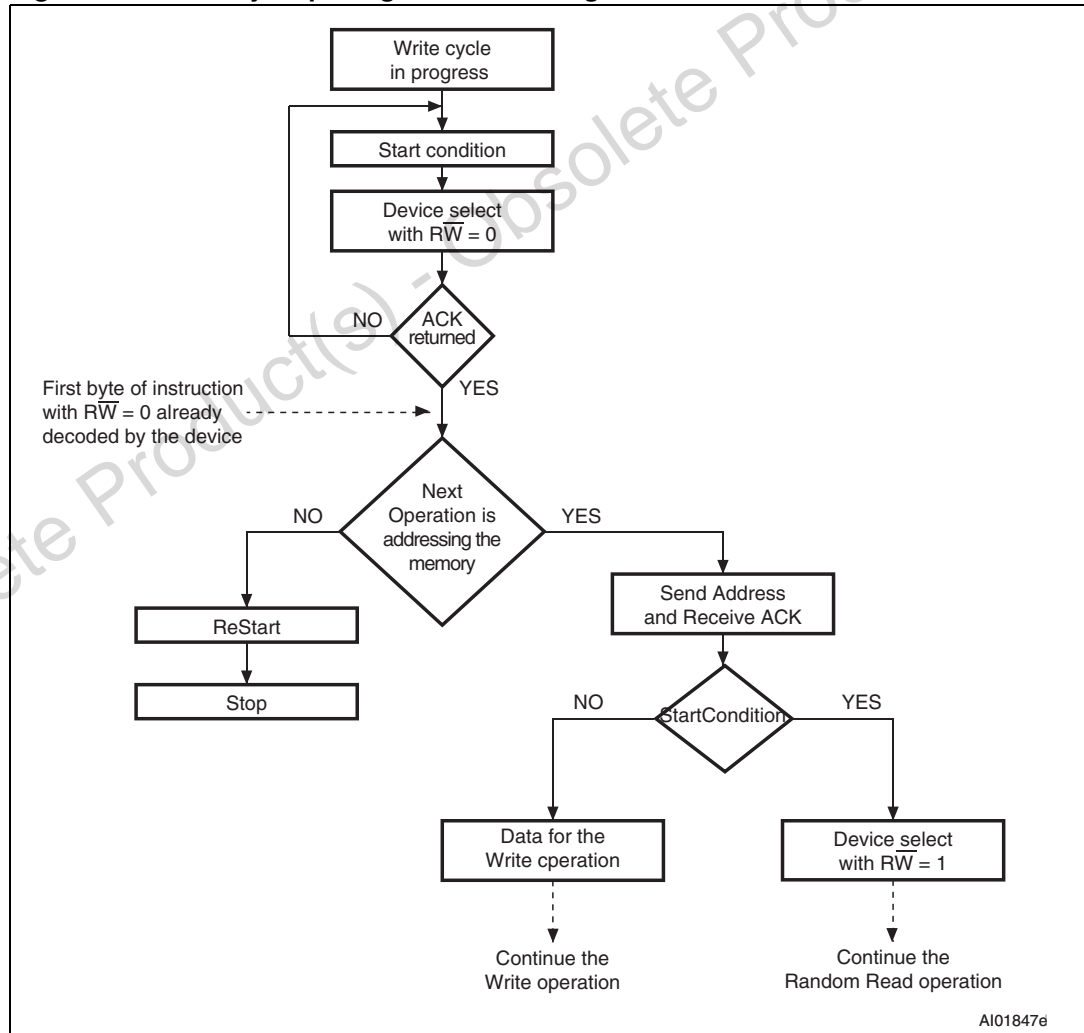 Write cycle
in progress
Start condition
Device select
with RW̅ = 0
ACK
returned
NO
YES
First byte of instruction
with RW̅ = 0 already
decoded by the device
Next
Operation is
addressing the
memory
NO
YES
ReStart
Stop
Send Address
and Receive ACK
StartCondition
NO
YES
Data for the
Write cperation
Device select
with RW̅ = 1
Continue the
Write operation
Continue the
Random Read operation
AI01847e
Product(s) - Obsolete